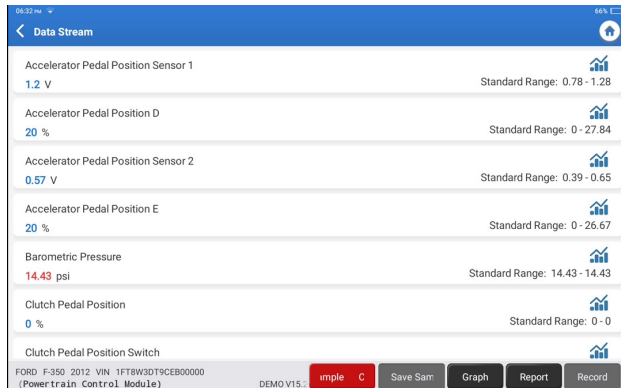 06:32 PM 66%
Data Stream
Accelerator Pedal Position Sensor 1
1.2 V Standard Range: 0.78 - 1.28
Accelerator Pedal Position D
20 % Standard Range: 0 - 27.84
Accelerator Pedal Position Sensor 2
0.57 V Standard Range: 0.39 - 0.65
Accelerator Pedal Position E
20 % Standard Range: 0 - 26.67
Barometric Pressure
14.43 psi Standard Range: 14.43 - 14.43
Clutch Pedal Position
0 % Standard Range: 0 - 0
Clutch Pedal Position Switch
FORD F-350 2012 VIN 1FT8W3DT9CEB00000
(Powertrain Control Module) DEMO V15.2 imple C Save Sam Graph Report Record